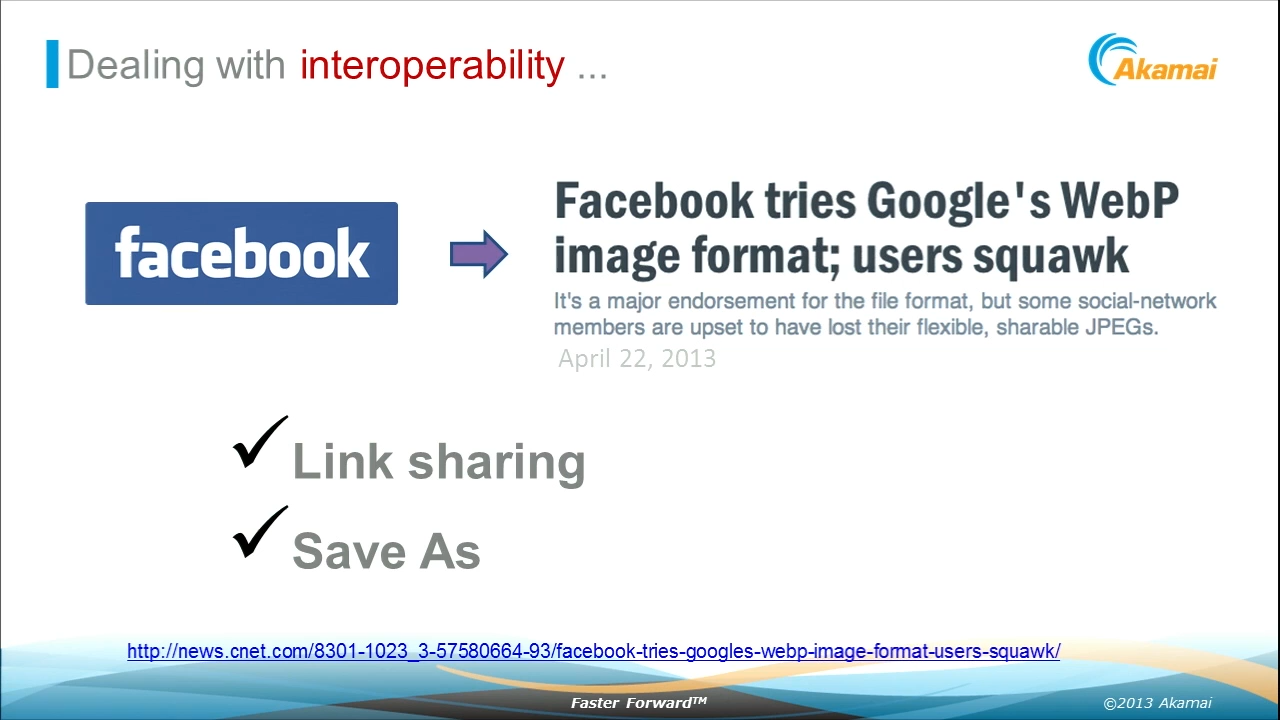 Dealing with interoperability ...
Akamai
facebook
Facebook tries Google's WebP
image format; users squawk
It's a major endorsement for the file format, but some social-network
members are upset to have lost their flexible, sharable JPEGs.
April 22, 2013
✓ Link sharing
✓ Save As
http://news.cnet.com/8301-1023_3-57580664-93/facebook-tries-googles-webp-image-format-users-squawk/
Faster Forward™
©2013 Akamai